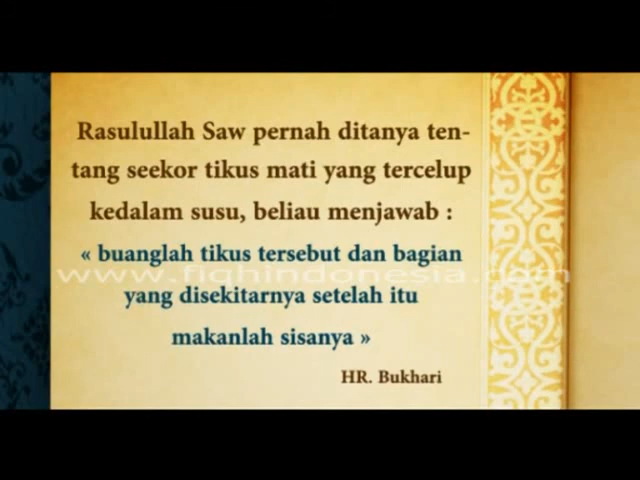 Rasulullah Saw pernah ditanya ten-
tang seekor tikus mati yang tercelup
kedalam susu, beliau menjawab :
« buanglah tikus tersebut dan bagian
www.fiqhindonesia.com
yang disekitarnya setelah itu
makanlah sisanya »
HR. Bukhari